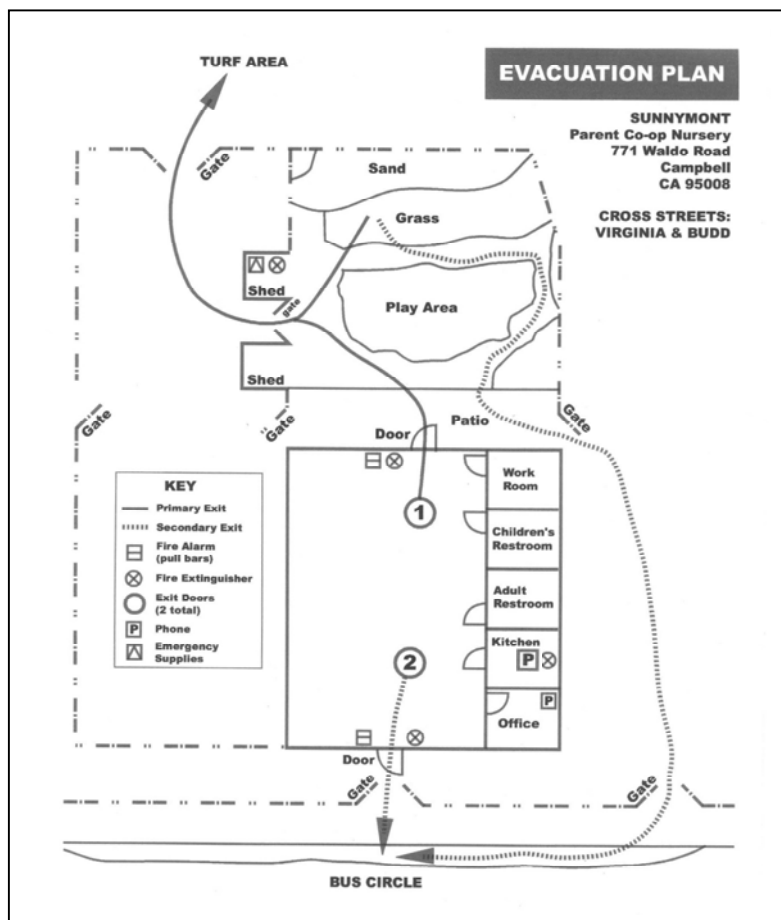 TURF AREA
EVACUATION PLAN
SUNNYMONT
Parent Co-op Nursery
771 Waldo Road
Campbell
CA 95008
CROSS STREETS:
VIRGINIA & BUDD
Gate
Sand
Grass
Shed
gate
Play Area
Shed
Gate
Gate
Door
Patio
Gate
KEY
Primary Exit
Secondary Exit
Fire Alarm
(pull bars)
Fire Extinguisher
Exit Doors
(2 total)
P Phone
Emergency
Supplies
1
Work
Room
Children's
Restroom
Adult
Restroom
Kitchen
P
2
P
Office
Door
Gate
Gate
BUS CIRCLE